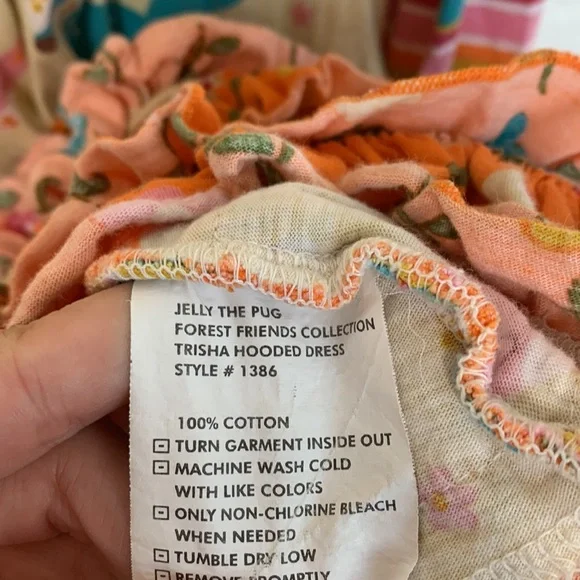 JELLY THE PUG
FOREST FRIENDS COLLECTION
TRISHA HOODED DRESS
STYLE # 1386
100% COTTON
⊡ TURN GARMENT INSIDE OUT
⊡ MACHINE WASH COLD
WITH LIKE COLORS
⊡ ONLY NON-CHLORINE BLEACH
WHEN NEEDED
⊡ TUMBLE DRY LOW
⊡ REMOVE PROMPTLY